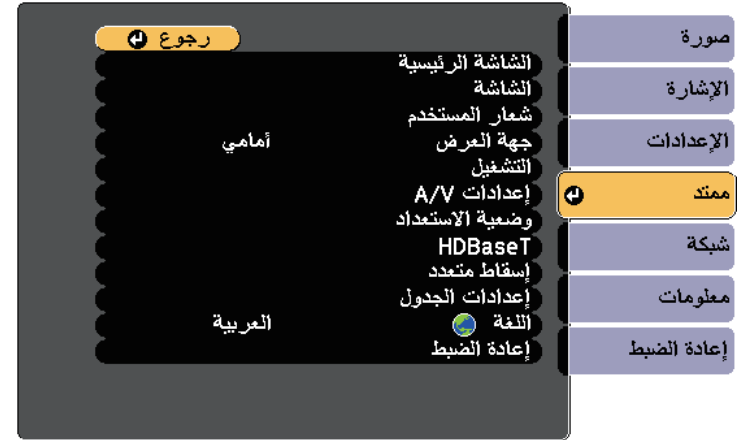 صورة
الإشارة
الإعدادات
ممتد
شبكة
معلومات
إعادة الضبط
رجوع
الشاشة الرئيسية
الشاشة
شعار المستخدم
جهة العرض أمامي
التشغيل
إعدادات A/V
وضعية الاستعداد
HDBaseT
إسقاط متعدد
إعدادات الجدول
اللغة العربية
إعادة الضبط